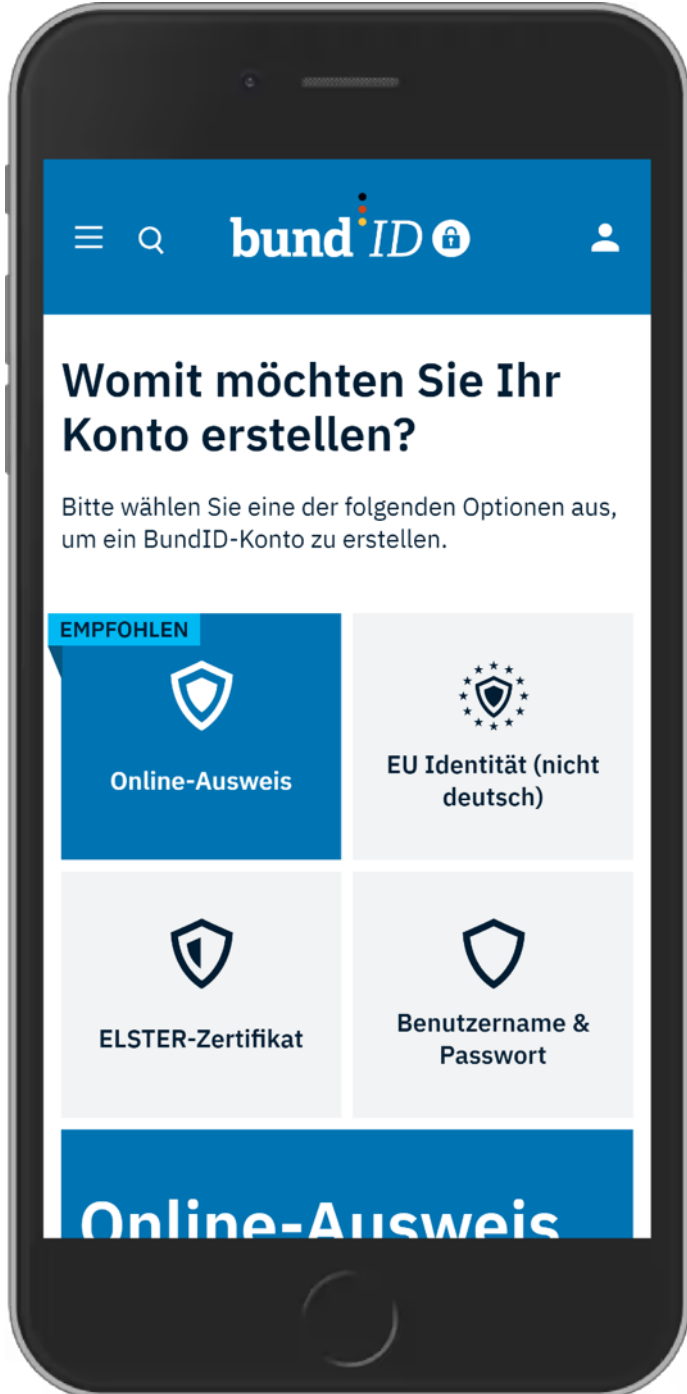 bund ID
Womit möchten Sie Ihr
Konto erstellen?
Bitte wählen Sie eine der folgenden Optionen aus,
um ein BundID-Konto zu erstellen.
EMPFOHLEN
Online-Ausweis
EU Identität (nicht
deutsch)
ELSTER-Zertifikat
Benutzername &
Passwort
Online-Ausweis